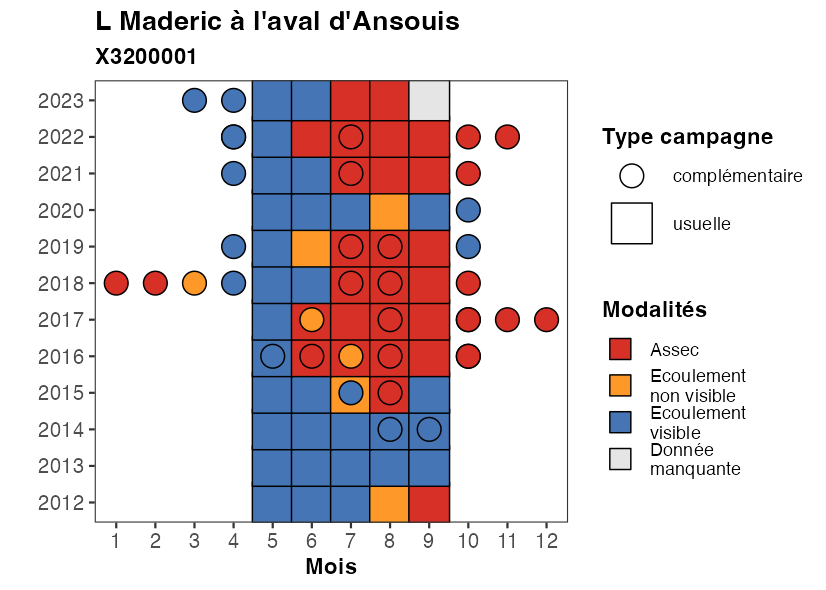 L Maderic à l'aval d'Ansouis
X3200001
2023
2022
2021
2020
2019
2018
2017
2016
2015
2014
2013
2012
1 2 3 4 5 6 7 8 9 10 11 12
Mois
Type campagne
complémentaire
usuelle
Modalités
Assec
Ecoulement
non visible
Ecoulement
visible
Donnée
manquante